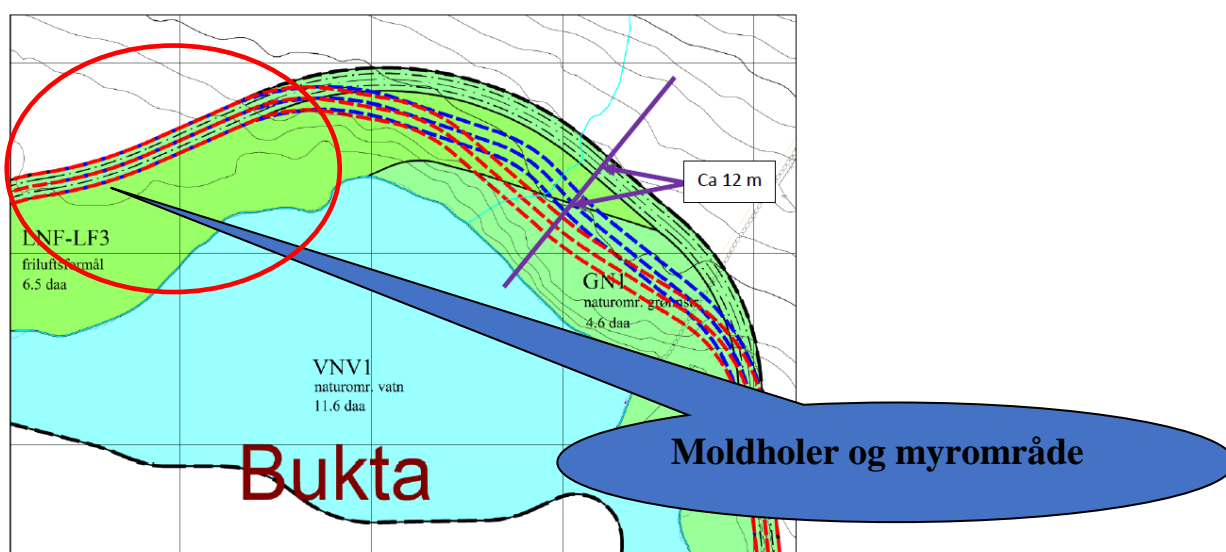 Ca 12 m
LNF-LF3
friluftsformål
6.5 daa
GN1
naturomr. grønnstr.
4.6 daa
VNV1
naturomr. vatn
11.6 daa
Bukta
Moldholer og myrområde